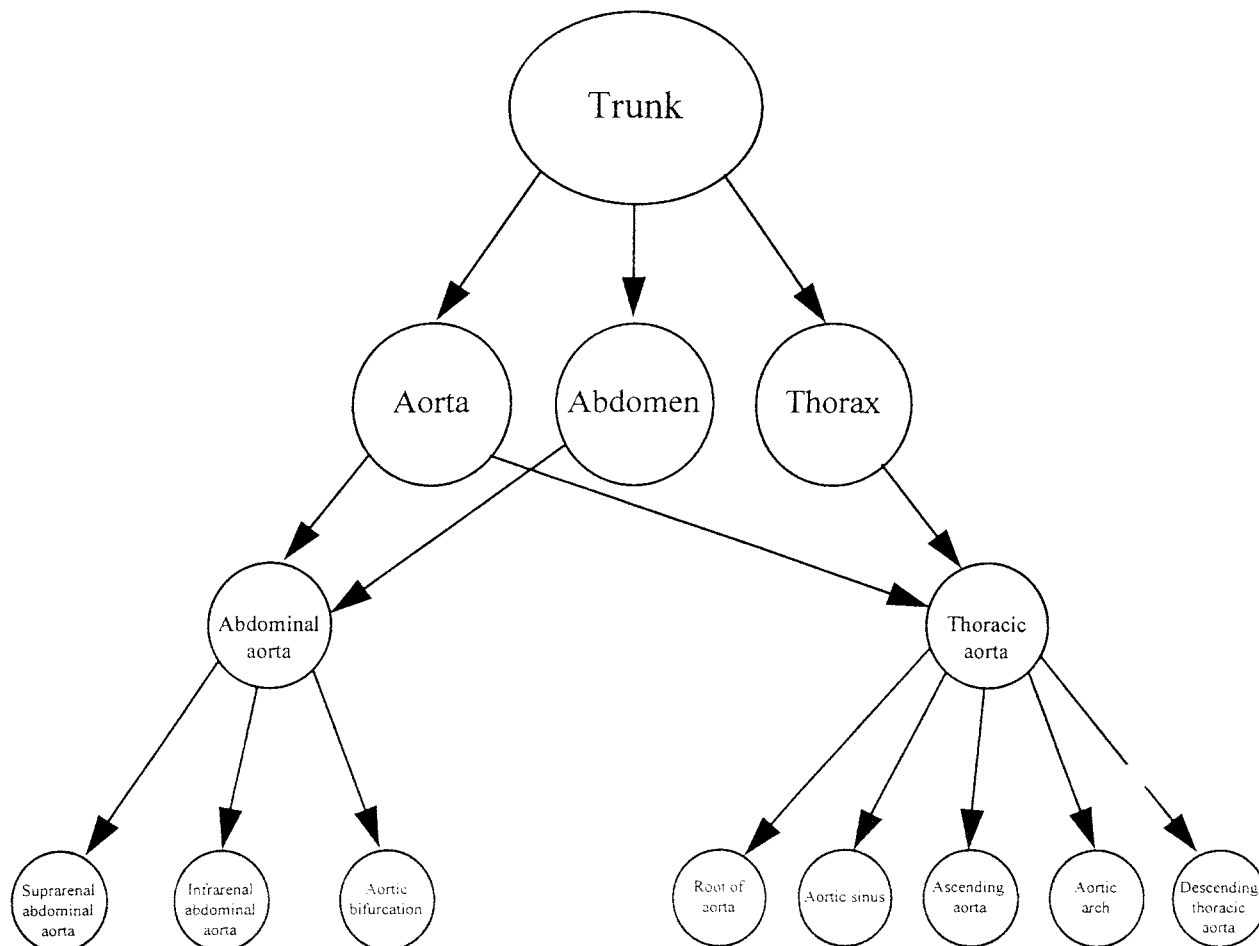 Trunk
Aorta
Abdomen
Thorax
Abdominal
aorta
Thoracic
aorta
Suprarenal
abdominal
aorta
Infrarenal
abdominal
aorta
Aortic
bifurcation
Root of
aorta
Aortic sinus
Ascending
aorta
Aortic
arch
Descending
thoracic
aorta